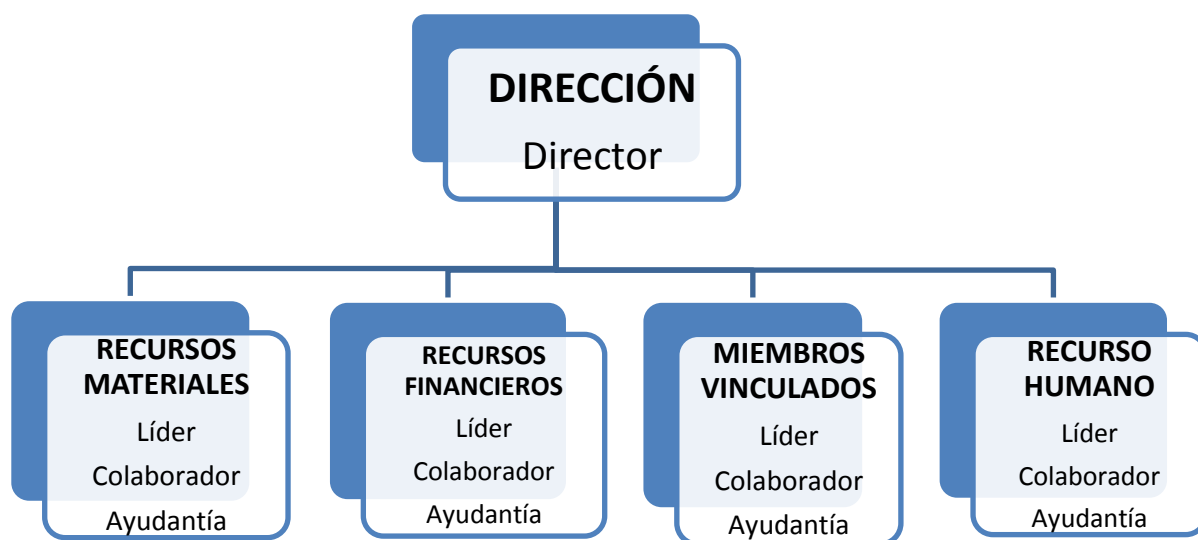 DIRECCIÓN
Director
RECURSOS
MATERIALES
Líder
Colaborador
Ayudantía
RECURSOS
FINANCIEROS
Líder
Colaborador
Ayudantía
MIEMBROS
VINCULADOS
Líder
Colaborador
Ayudantía
RECURSO
HUMANO
Líder
Colaborador
Ayudantía